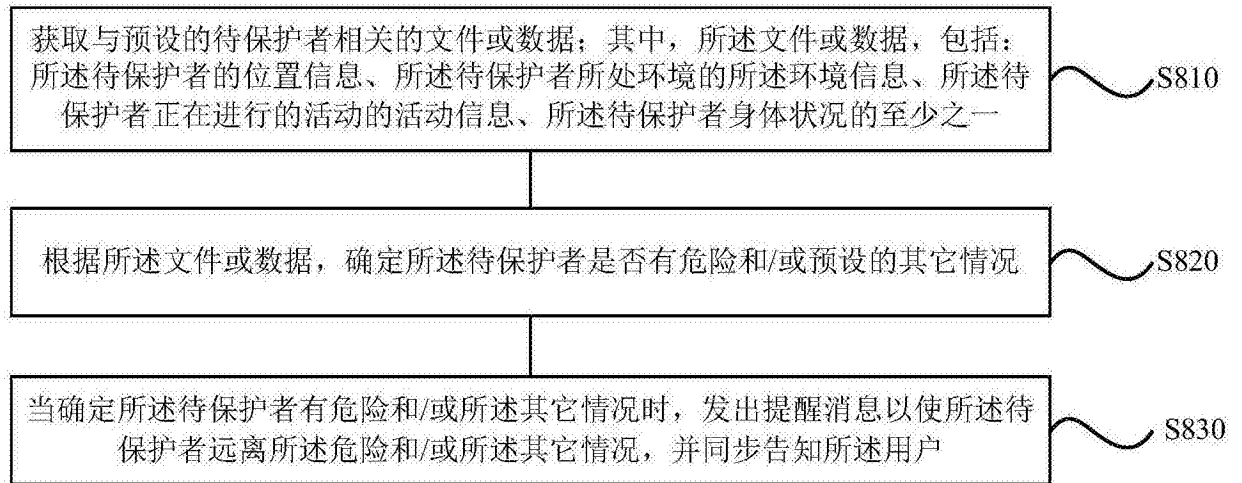 获取与预设的待保护者相关的文件或数据；其中，所述文件或数据，包括：
所述待保护者的位置信息、所述待保护者所处环境的所述环境信息、所述待
保护者正在进行的活动的活动信息、所述待保护者身体状况的至少之一
S810
根据所述文件或数据，确定所述待保护者是否有危险和/或预设的其它情况
S820
当确定所述待保护者有危险和/或所述其它情况时，发出提醒消息以使所述待
保护者远离所述危险和/或所述其它情况，并同步告知所述用户
S830